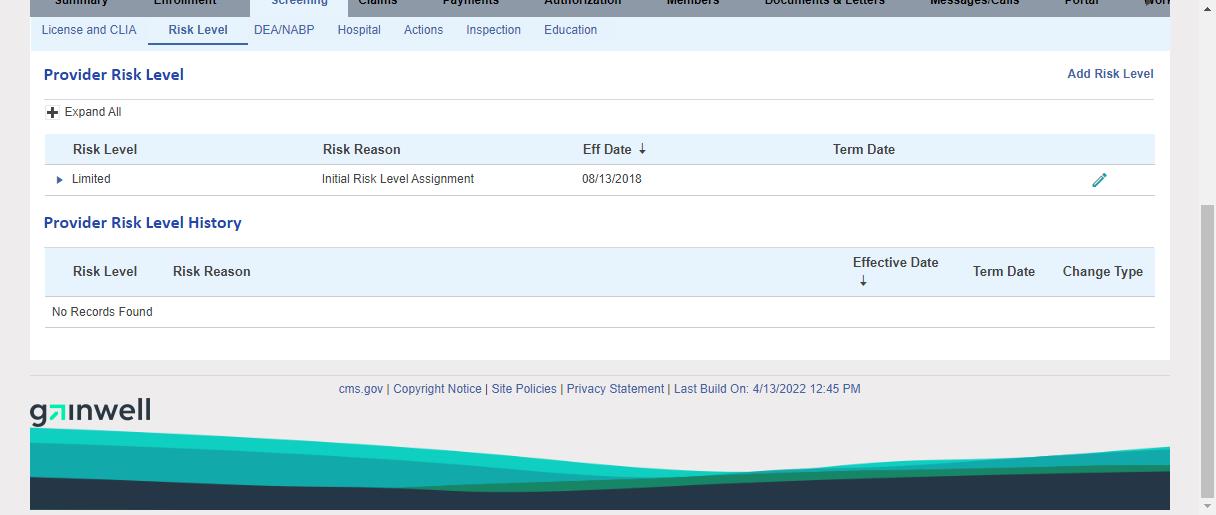 Summary Enrollment Screening Claims Payments Authorization Members Documents & Letters Messages/Calls Portal
License and CLIA Risk Level DEA/NABP Hospital Actions Inspection Education
Provider Risk Level Add Risk Level
Expand All
Risk Level Risk Reason Eff Date ↓ Term Date
Limited Initial Risk Level Assignment 08/13/2018
Provider Risk Level History
Risk Level Risk Reason Effective Date ↓ Term Date Change Type
No Records Found
cms.gov | Copyright Notice | Site Policies | Privacy Statement | Last Build On: 4/13/2022 12:45 PM
gainwell